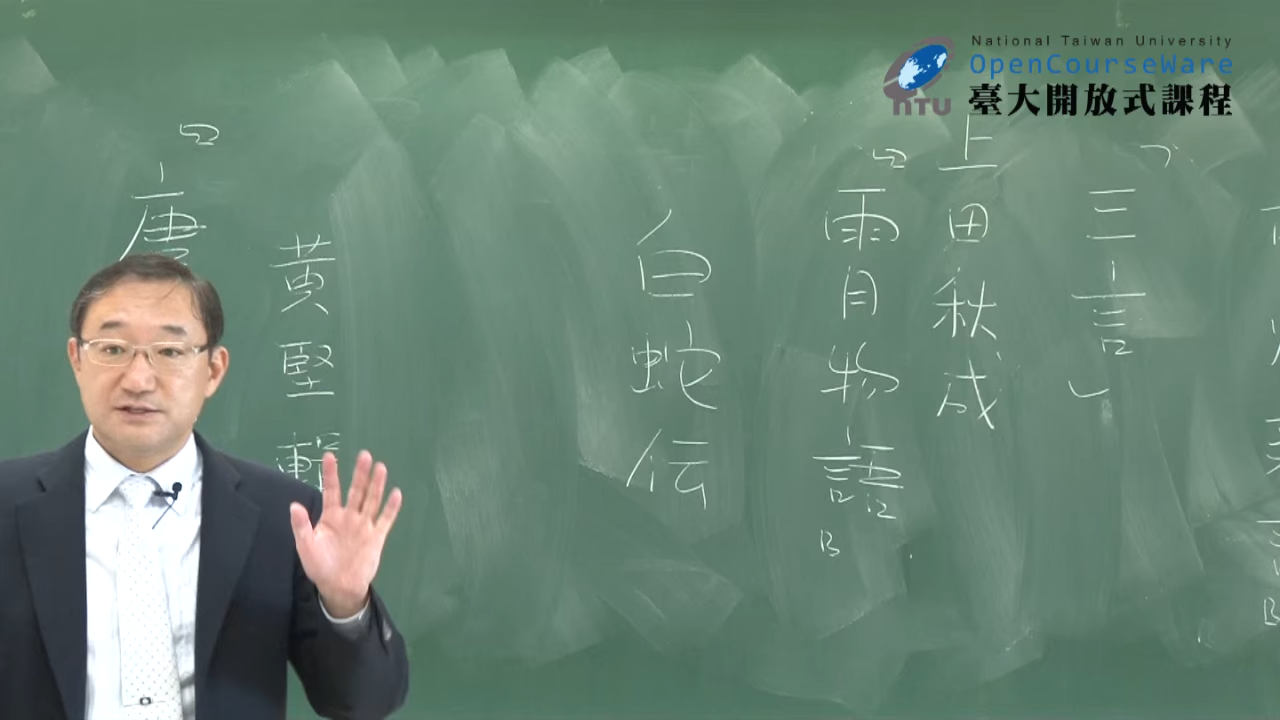 National Taiwan University
OpenCourseWare
NTU 臺大開放式課程
「三言」
上田秋成
『雨月物語』
白蛇伝
黄堅
『唐